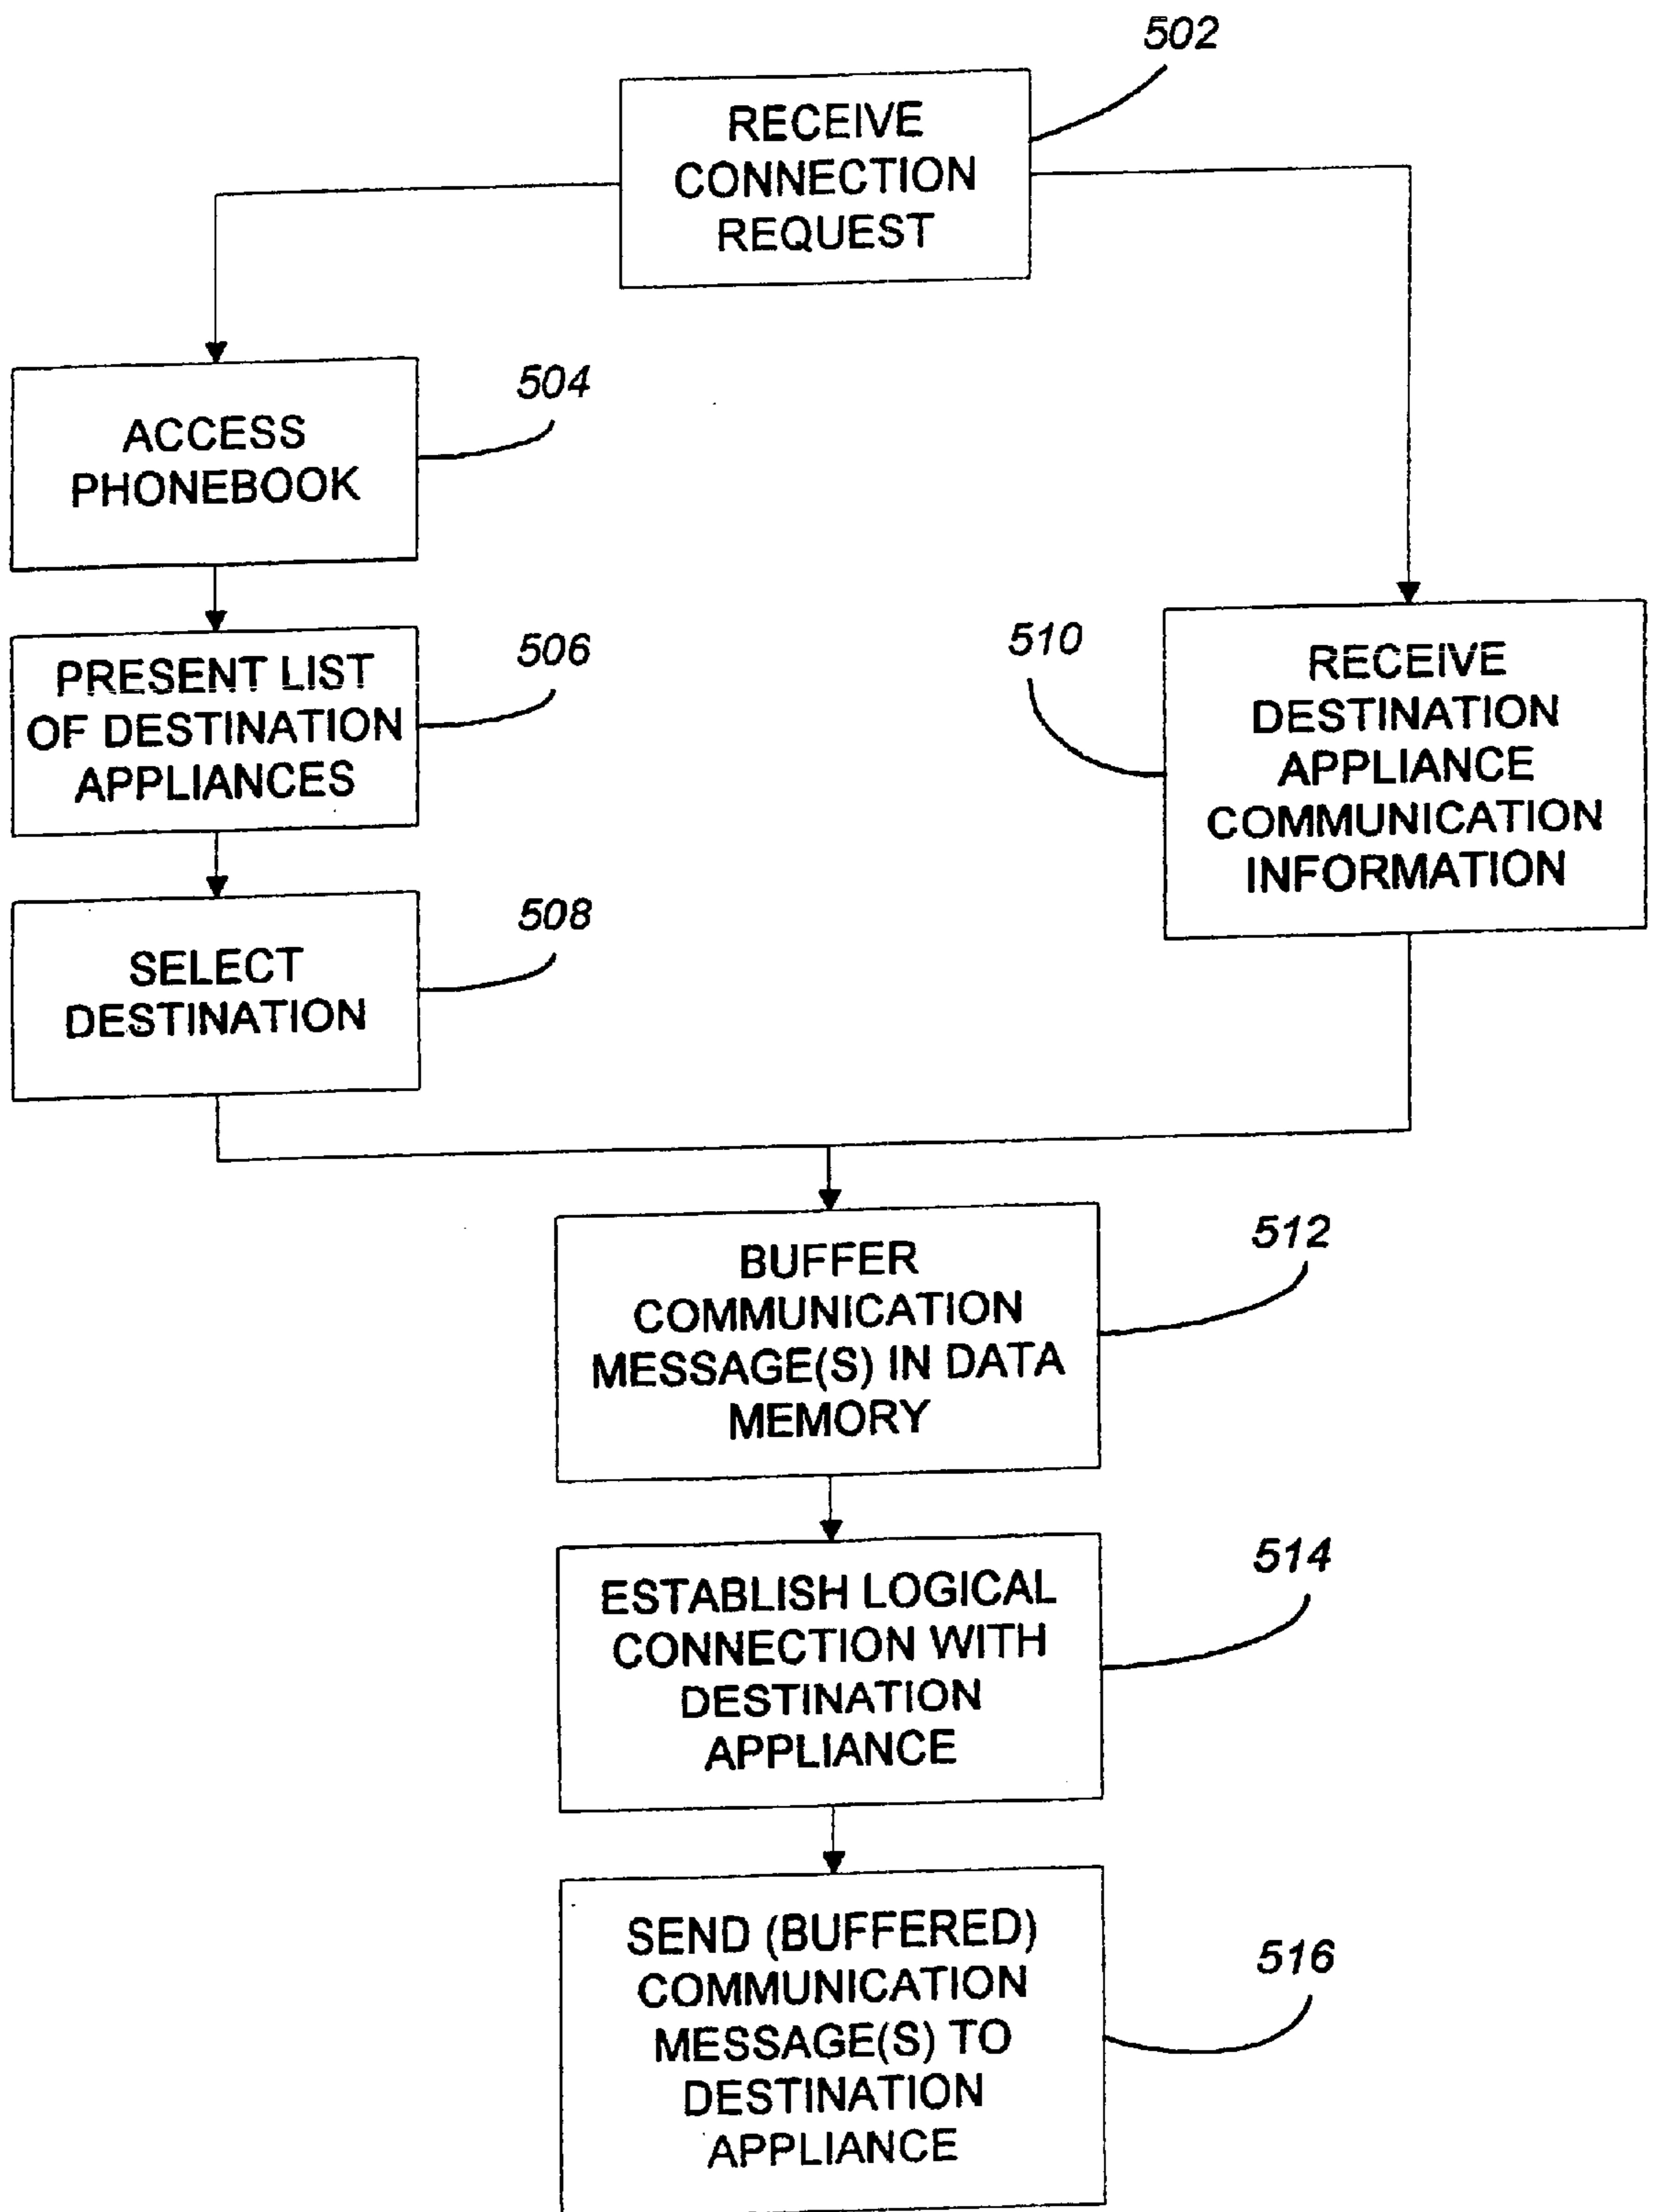 502
RECEIVE
CONNECTION
REQUEST
504
ACCESS
PHONEBOOK
506
PRESENT LIST
OF DESTINATION
APPLIANCES
510
RECEIVE
DESTINATION
APPLIANCE
COMMUNICATION
INFORMATION
508
SELECT
DESTINATION
512
BUFFER
COMMUNICATION
MESSAGE(S) IN DATA
MEMORY
514
ESTABLISH LOGICAL
CONNECTION WITH
DESTINATION
APPLIANCE
516
SEND (BUFFERED)
COMMUNICATION
MESSAGE(S) TO
DESTINATION
APPLIANCE